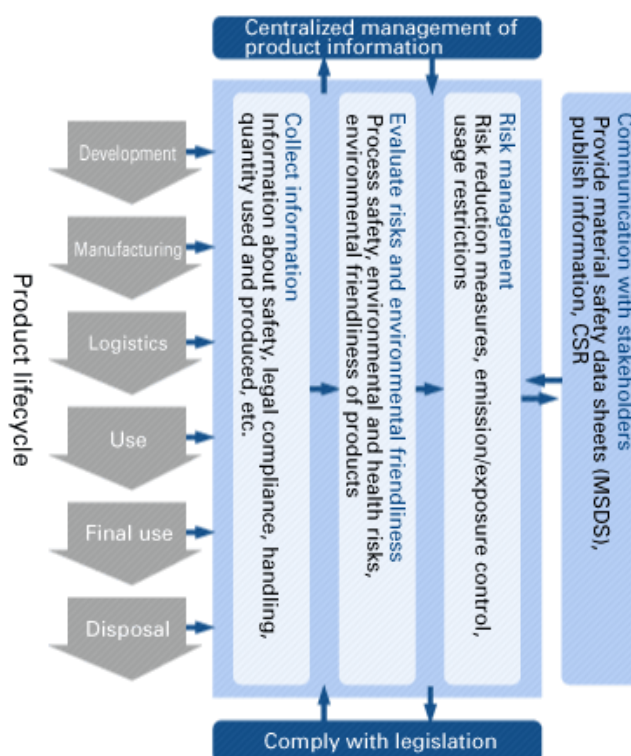 Centralized management of
product information
Product lifecycle
Development
Manufacturing
Logistics
Use
Final use
Disposal
Collect information
Information about safety, legal compliance, handling,
quantity used and produced, etc.
Evaluate risks and environmental friendliness
Process safety, environmental and health risks,
environmental friendliness of products
Risk management
Risk reduction measures, emission/exposure control,
usage restrictions
Communication with stakeholders
Provide material safety data sheets (MSDS),
publish information, CSR
Comply with legislation